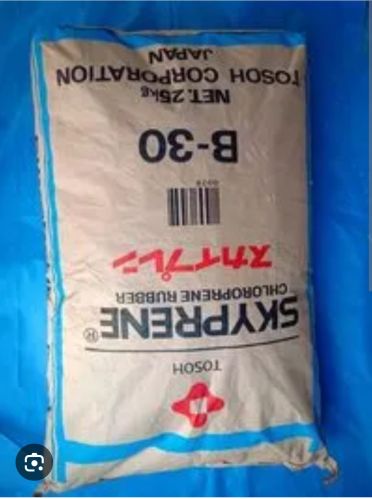 TOSOH
SKYPRENE®
CHLOROPRENE RUBBER
スカイプレン
B-30
NET. 25kg
TOSOH CORPORATION
JAPAN